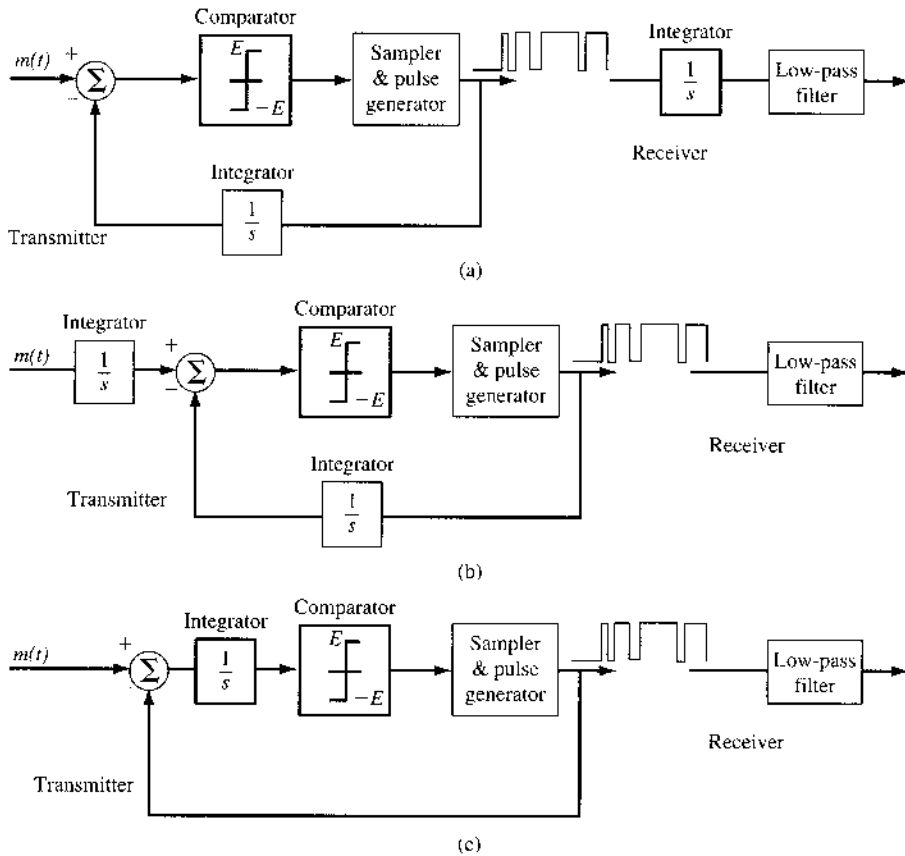 Comparator
Integrator
m(t)
+
−
Σ
E
−E
Sampler
& pulse
generator
1
s
Low-pass
filter
Receiver
Integrator
1
s
Transmitter
(a)
Integrator
Comparator
m(t)
1
s
+
−
Σ
E
−E
Sampler
& pulse
generator
Low-pass
filter
Receiver
Integrator
Transmitter
1
s
(b)
Integrator
Comparator
m(t)
+
Σ
1
s
E
−E
Sampler
& pulse
generator
Low-pass
filter
Receiver
Transmitter
(c)